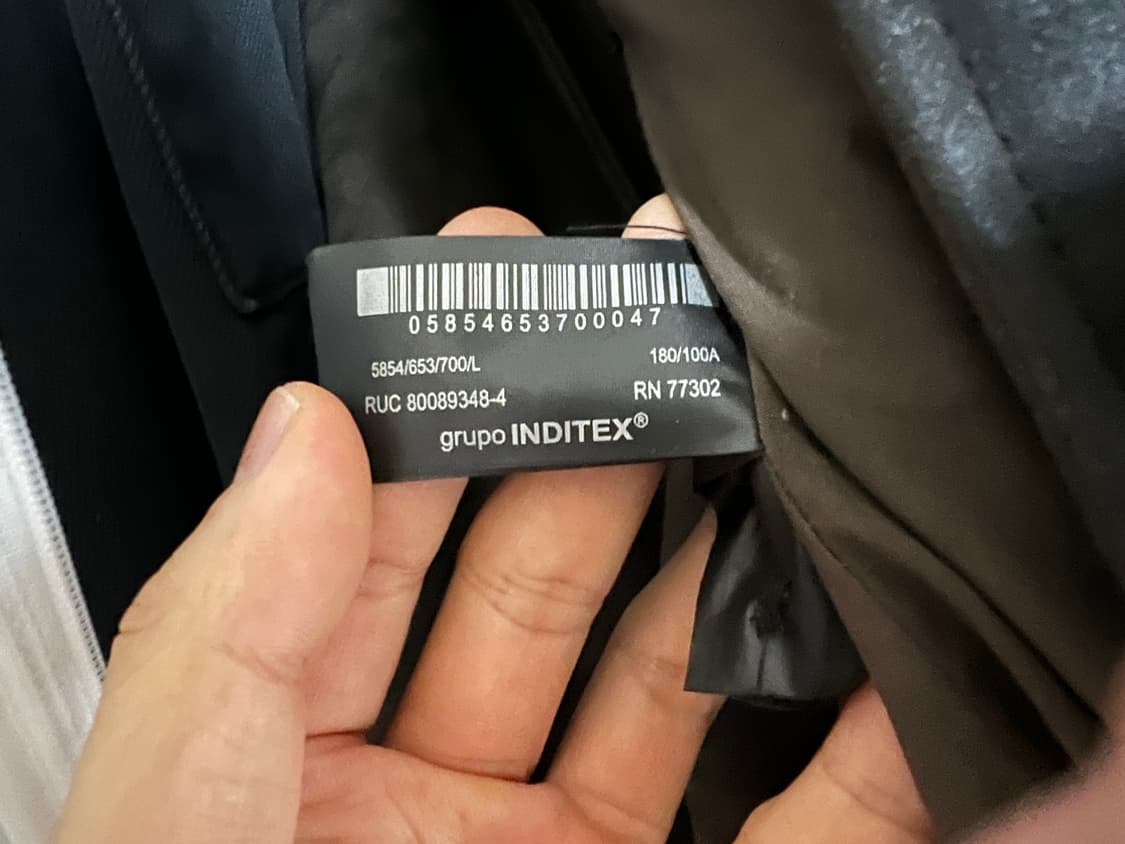 05854653700047
5854/653/700/L
180/100A
RUC 80089348-4
RN 77302
grupo INDITEX®